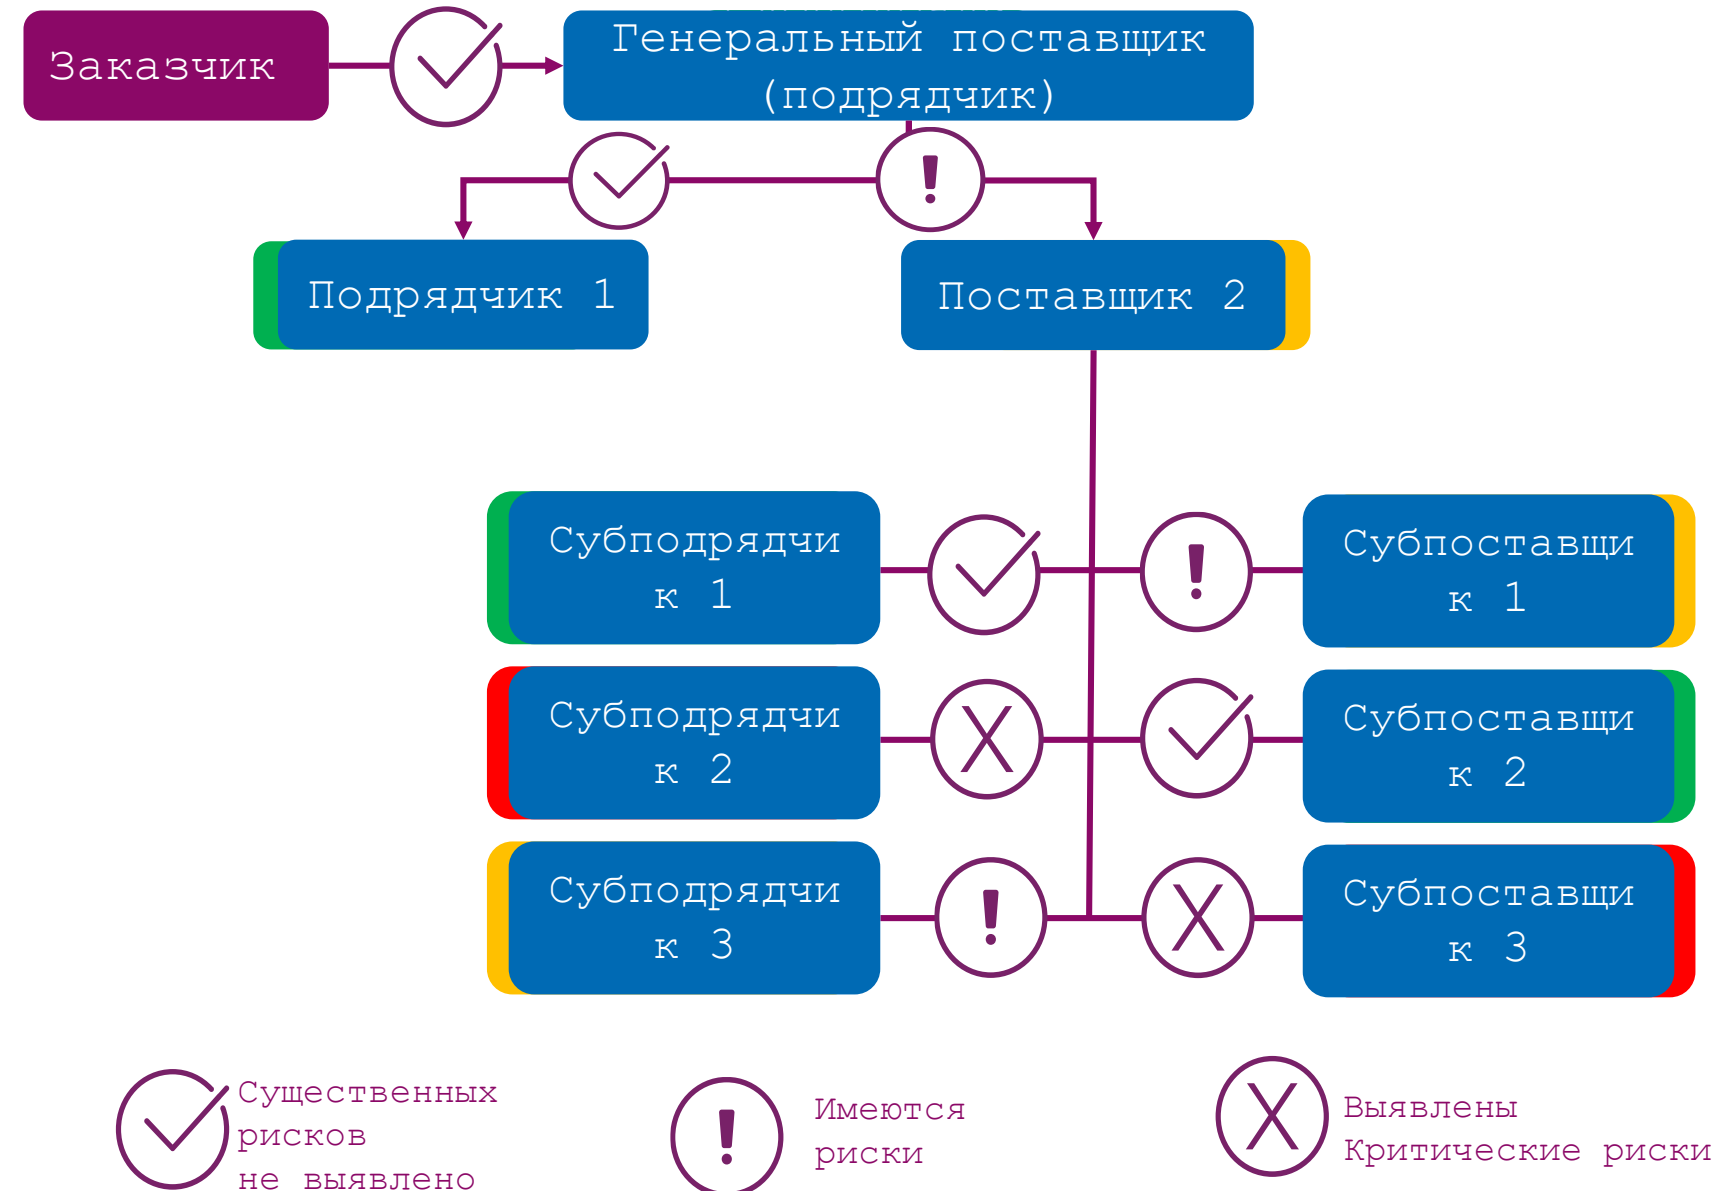 Заказчик
Генеральный поставщик
(подрядчик)
!
Подрядчик 1
Поставщик 2
Субподрядчи
к 1
!
Субпоставщи
к 1
Субподрядчи
к 2
X
Субпоставщи
к 2
Субподрядчи
к 3
!
X
Субпоставщи
к 3
Существенных
рисков
не выявлено
!
Имеются
риски
X
Выявлены
Критические риски